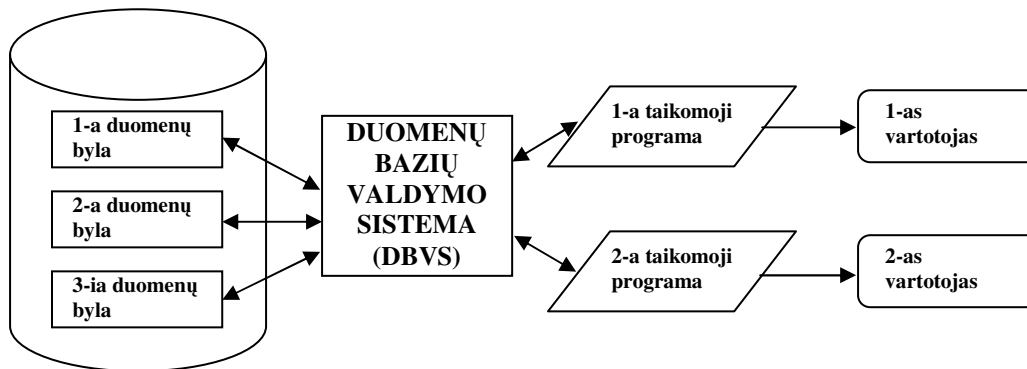 1-a duomenų
byla
2-a duomenų
byla
3-ia duomenų
byla
DUOMENŲ
BAZIŲ
VALDYMO
SISTEMA
(DBVS)
1-a taikomoji
programa
1-as
vartotojas
2-a taikomoji
programa
2-as
vartotojas